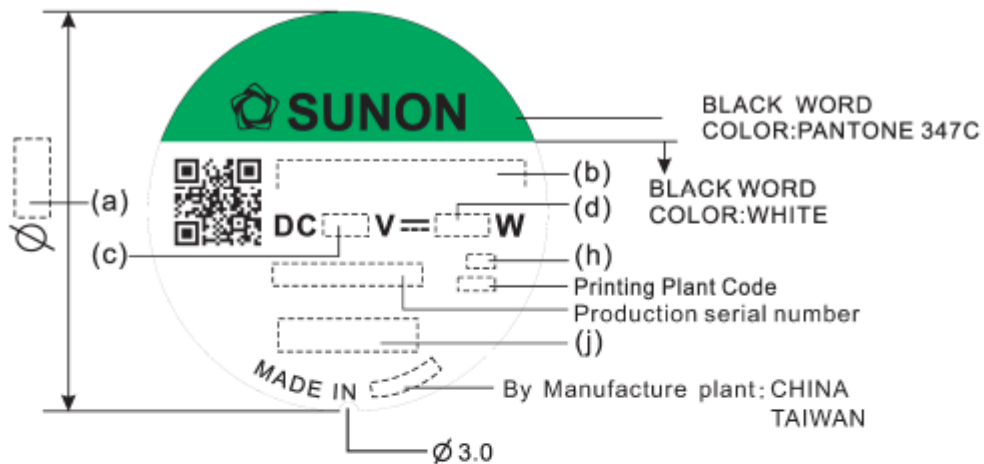 SUNON
BLACK WORD
COLOR:PANTONE 347C
BLACK WORD
COLOR:WHITE
(a)
(b)
Ø
DC V W
(d)
(c)
(h)
Printing Plant Code
Production serial number
(j)
MADE IN
By Manufacture plant: CHINA
TAIWAN
Ø 3.0